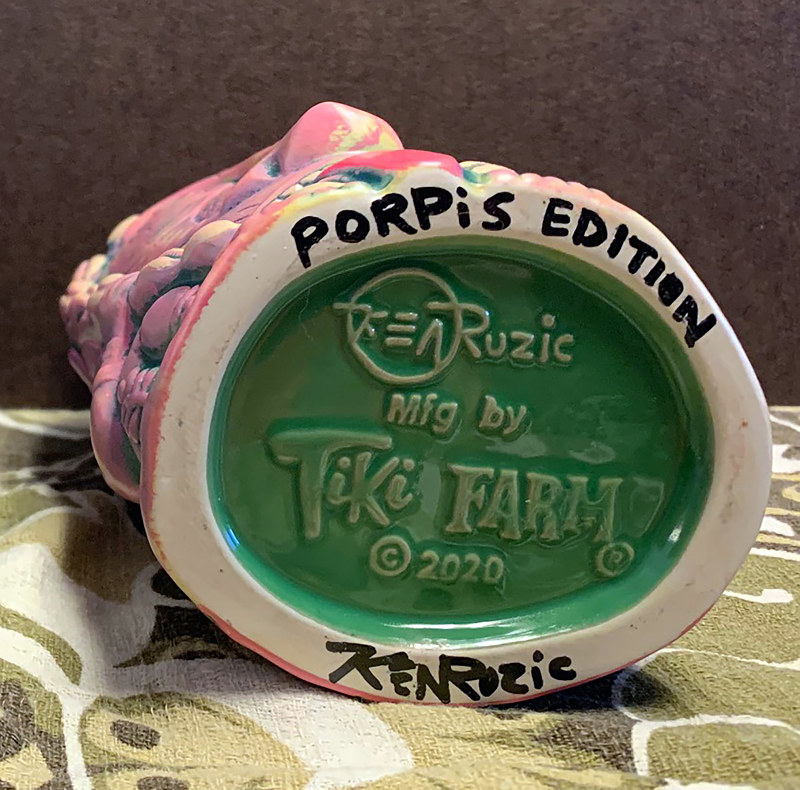 PORPiS EDITION
KEN Ruzic
Mfg by
TiKi FARM ®
© 2020
KENRuzic